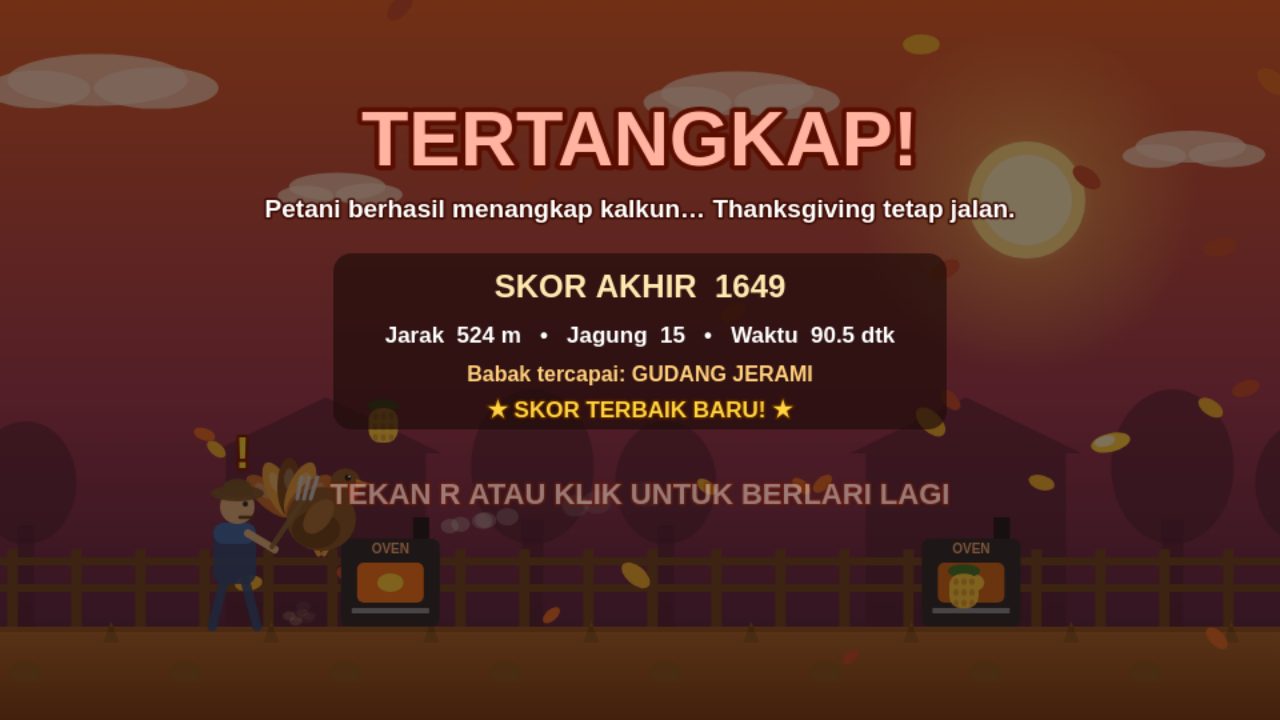 TERTANGKAP!
Petani berhasil menangkap kalkun… Thanksgiving tetap jalan.
SKOR AKHIR 1649
Jarak 524 m • Jagung 15 • Waktu 90.5 dtk
Babak tercapai: GUDANG JERAMI
★ SKOR TERBAIK BARU! ★
!
TEKAN R ATAU KLIK UNTUK BERLARI LAGI
OVEN
OVEN